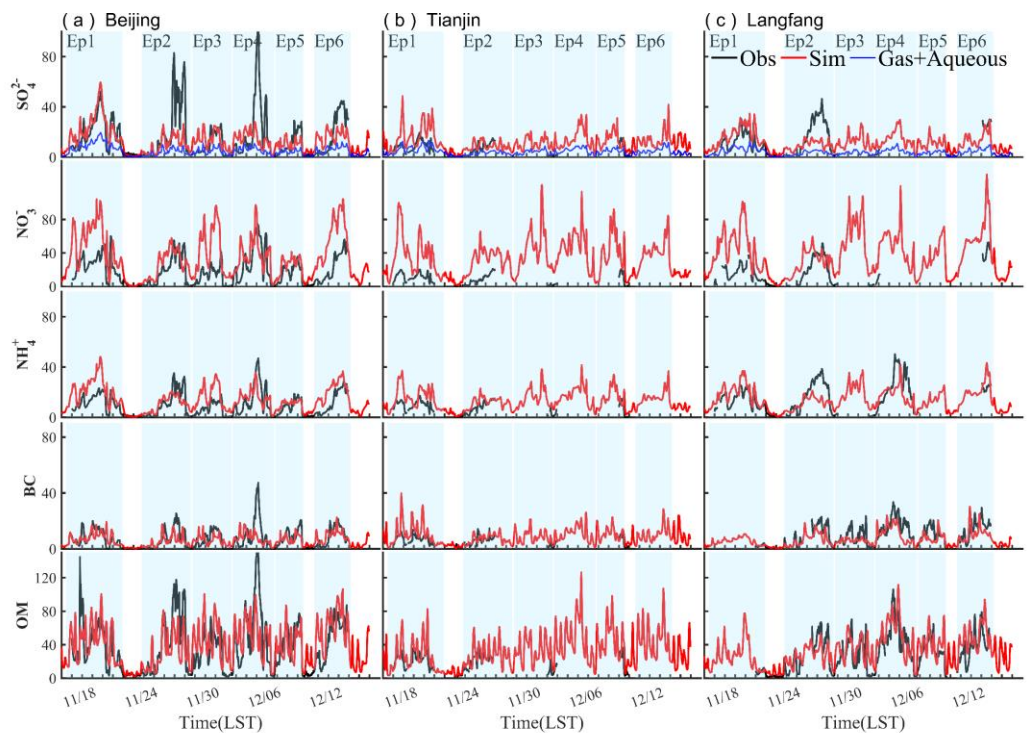 ( a ) Beijing ( b ) Tianjin ( c ) Langfang
Ep1 Ep2 Ep3 Ep4 Ep5 Ep6 Ep1 Ep2 Ep3 Ep4 Ep5 Ep6 Ep1 Ep2 Ep3 Ep4 Ep5 Ep6
Obs Sim Gas+Aqueous
SO₄²⁻
80
40
0
NO₃⁻
80
40
0
NH₄⁺
80
40
0
BC
80
40
0
OM
120
80
40
0
11/18 11/24 11/30 12/06 12/12 11/18 11/24 11/30 12/06 12/12 11/18 11/24 11/30 12/06 12/12
Time(LST) Time(LST) Time(LST)